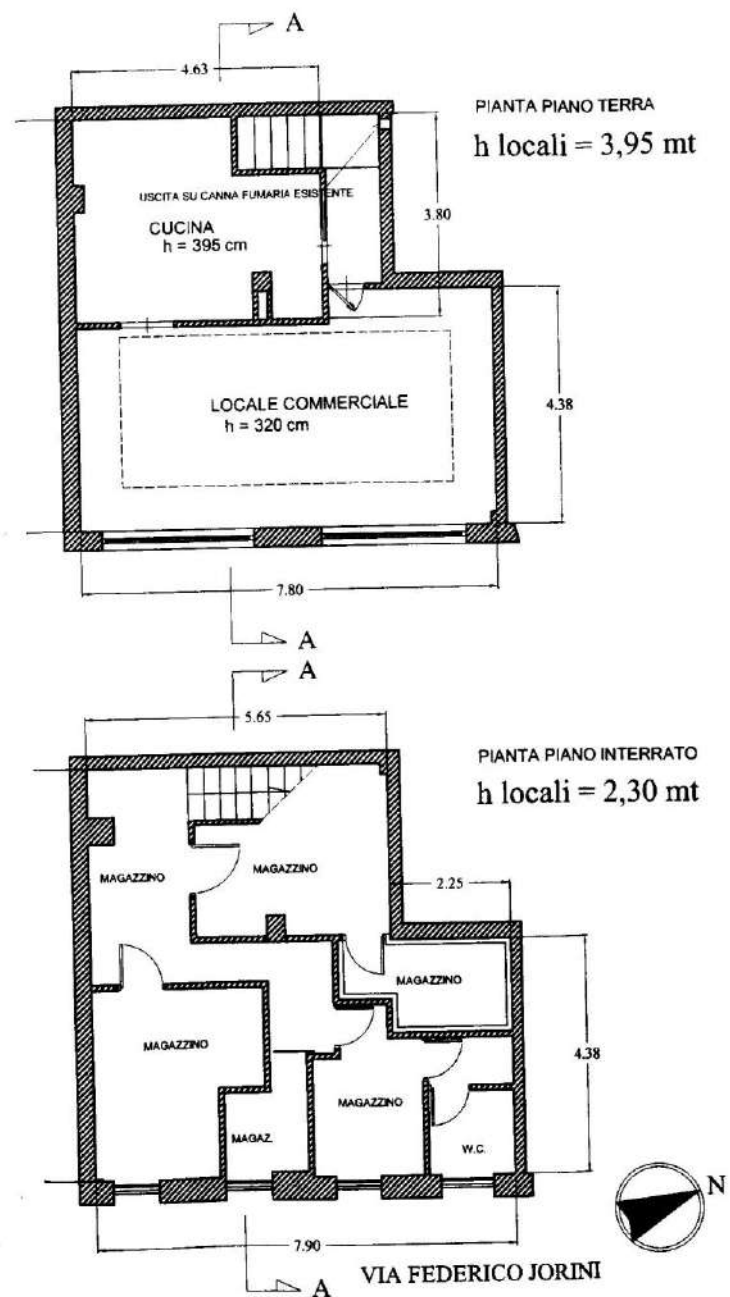 A
4.63
PIANTA PIANO TERRA
h locali = 3,95 mt
USCITA SU CANNA FUMARIA ESISTENTE
3.80
CUCINA
h = 395 cm
LOCALE COMMERCIALE
h = 320 cm
4.38
7.80
A
A
5.65
PIANTA PIANO INTERRATO
h locali = 2,30 mt
MAGAZZINO
MAGAZZINO
2.25
MAGAZZINO
MAGAZZINO
4.38
MAGAZZINO
MAGAZ.
W.C.
N
7.90
VIA FEDERICO JORINI
A